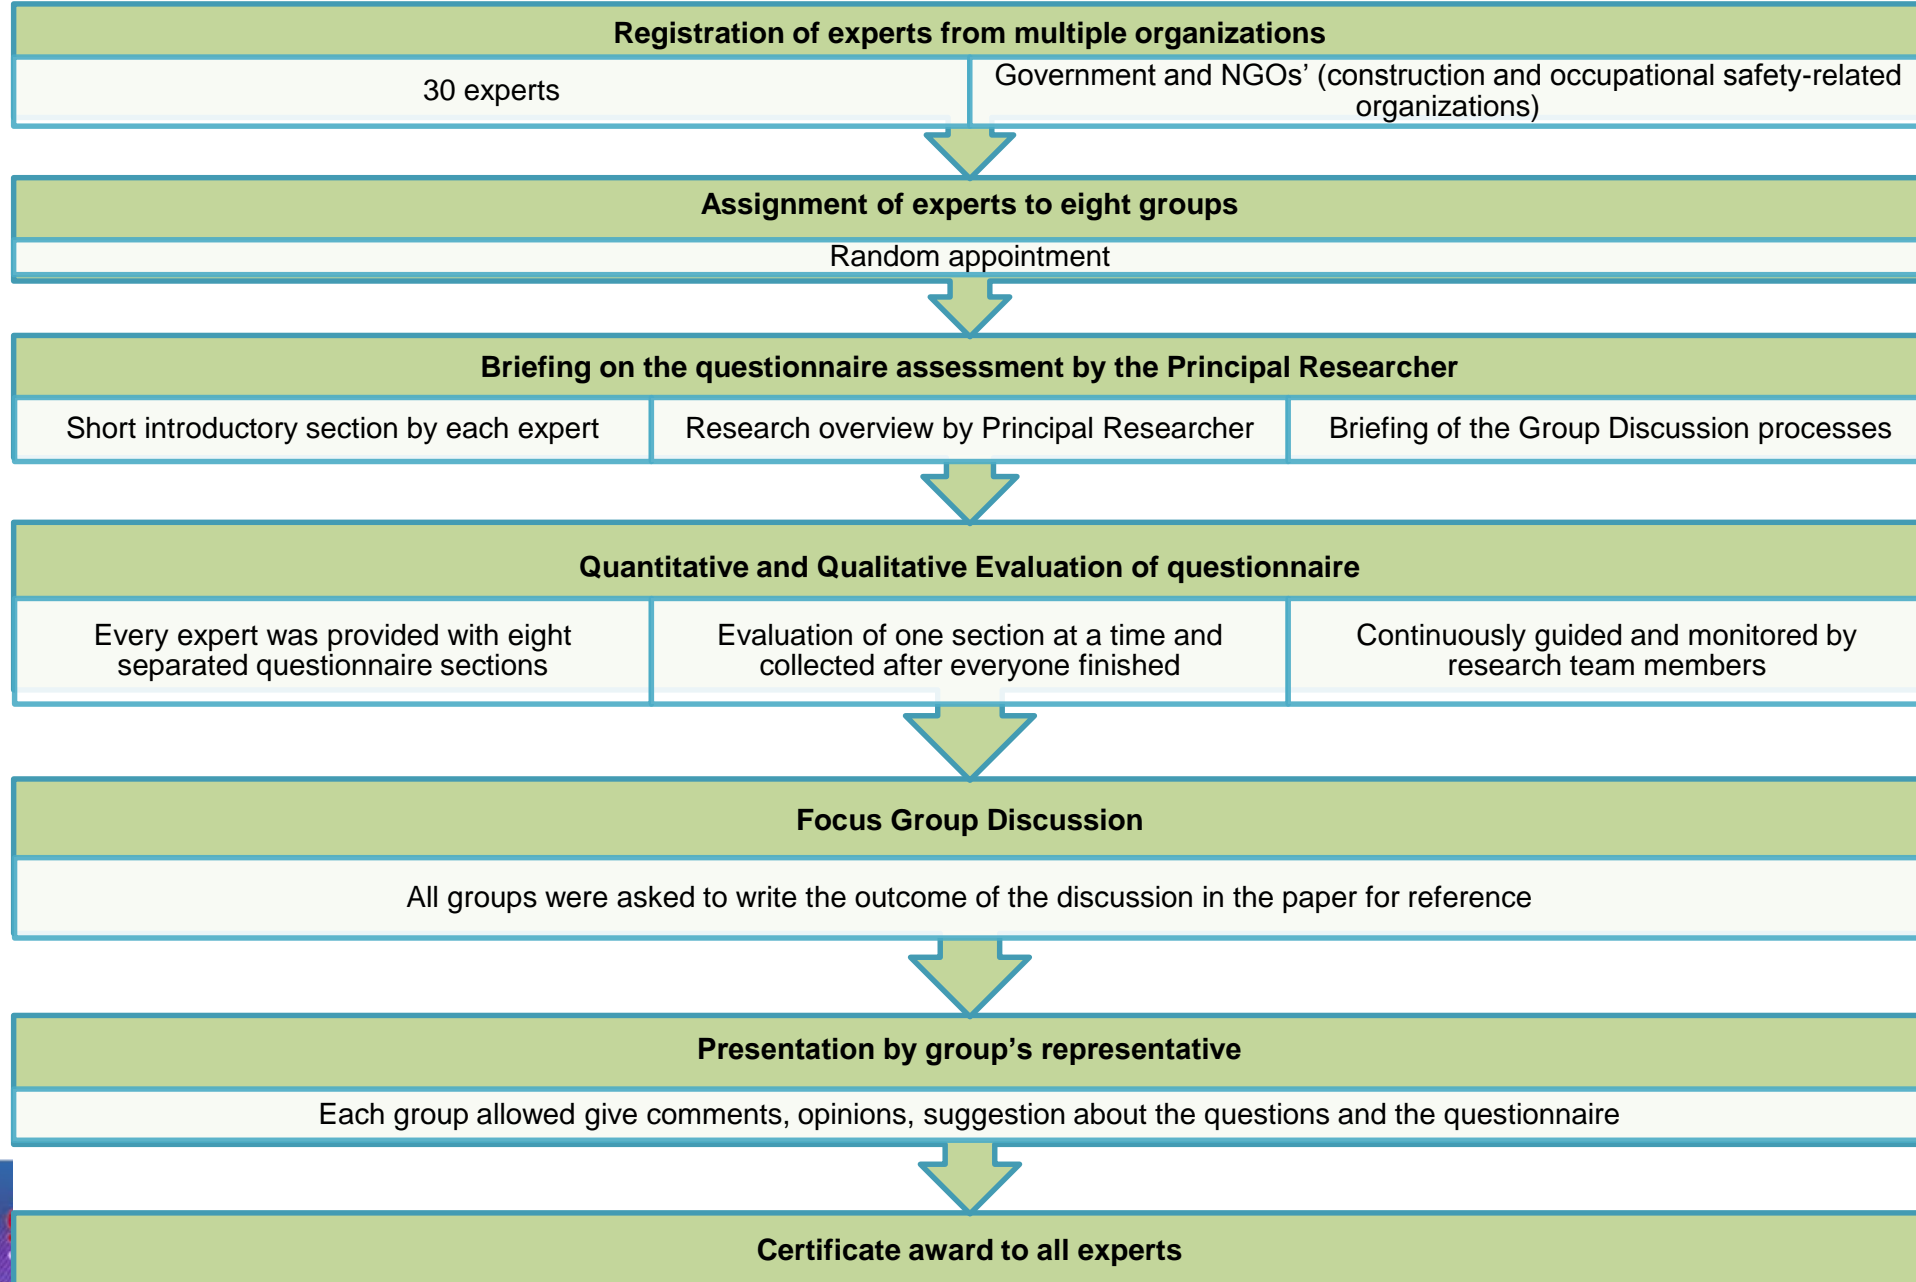 Registration of experts from multiple organizations
30 experts
Government and NGOs’ (construction and occupational safety-related
organizations)
Assignment of experts to eight groups
Random appointment
Briefing on the questionnaire assessment by the Principal Researcher
Short introductory section by each expert
Research overview by Principal Researcher
Briefing of the Group Discussion processes
Quantitative and Qualitative Evaluation of questionnaire
Every expert was provided with eight
separated questionnaire sections
Evaluation of one section at a time and
collected after everyone finished
Continuously guided and monitored by
research team members
Focus Group Discussion
All groups were asked to write the outcome of the discussion in the paper for reference
Presentation by group’s representative
Each group allowed give comments, opinions, suggestion about the questions and the questionnaire
Certificate award to all experts